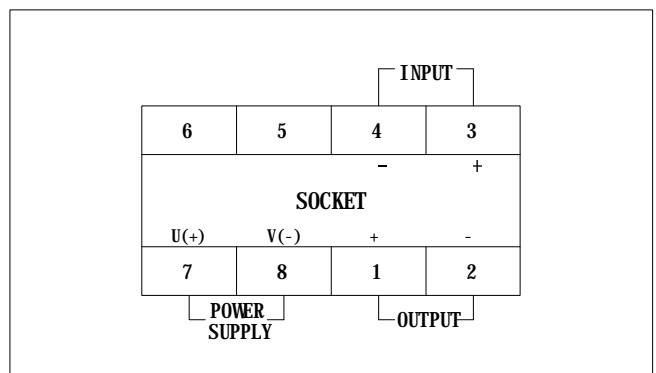 INPUT
6 5 4 3
- +
SOCKET
U(+) V(-) + -
7 8 1 2
POWER SUPPLY
OUTPUT